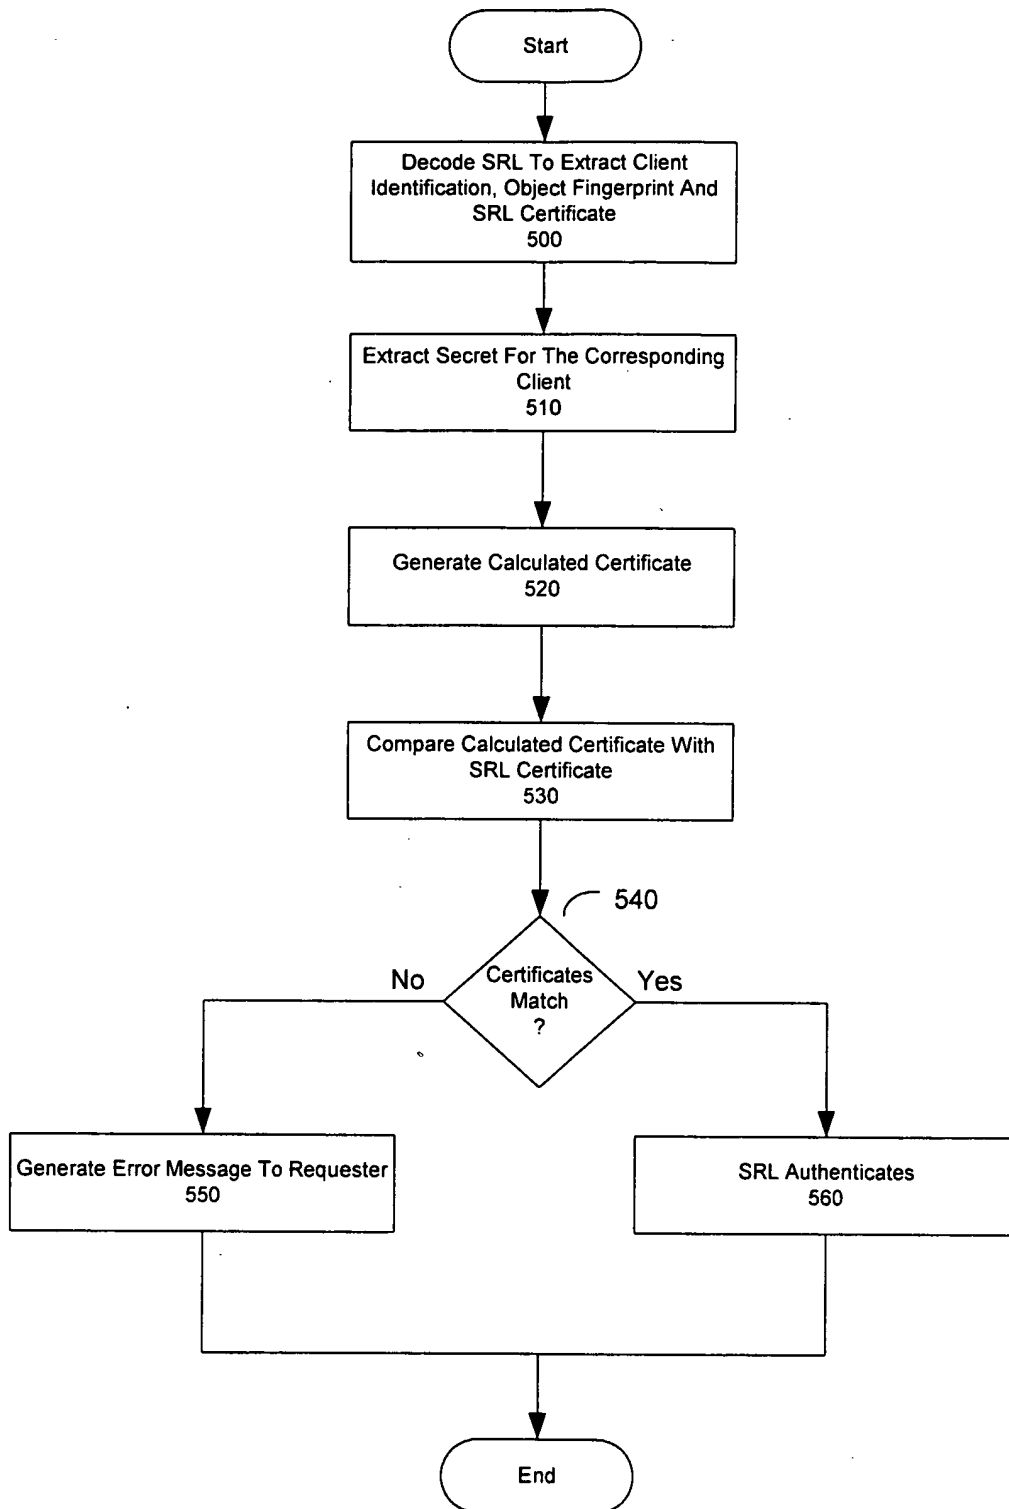 Start
Decode SRL To Extract Client
Identification, Object Fingerprint And
SRL Certificate
500
Extract Secret For The Corresponding
Client
510
Generate Calculated Certificate
520
Compare Calculated Certificate With
SRL Certificate
530
540
Certificates
Match
?
No
Yes
Generate Error Message To Requester
550
SRL Authenticates
560
End